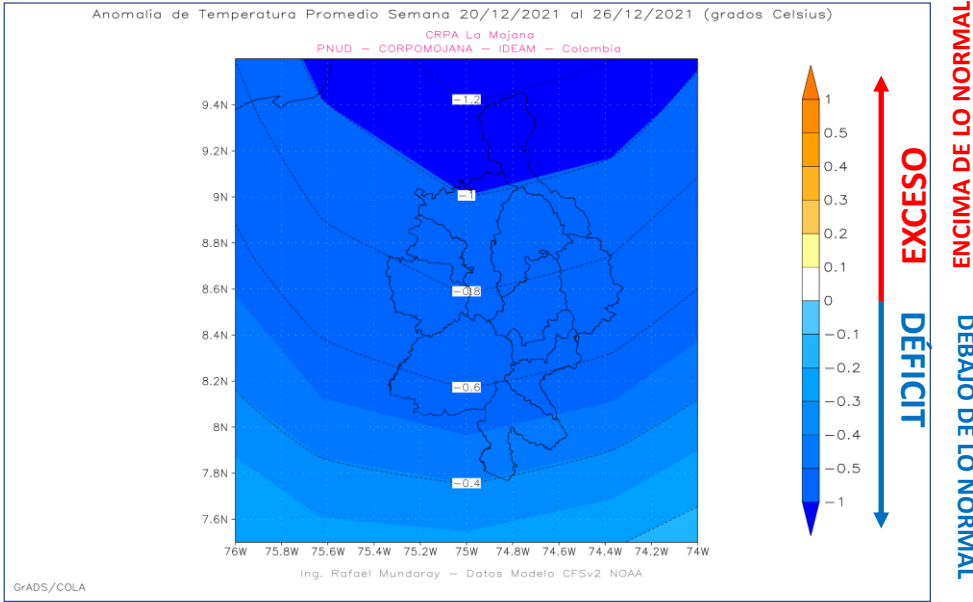 Anomalia de Temperatura Promedio Semana 20/12/2021 al 26/12/2021 (grados Celsius)
CRPA La Mojana
PNUD – CORPOMOJANA – IDEAM – Colombia
9.4N
9.2N
9N
8.8N
8.6N
8.4N
8.2N
8N
7.8N
7.6N
76W 75.8W 75.6W 75.4W 75.2W 75W 74.8W 74.6W 74.4W 74.2W 74W
-1.2
-1
-0.8
-0.6
-0.4
1
0.5
0.4
0.3
0.2
0.1
0
-0.1
-0.2
-0.3
-0.4
-0.5
-1
EXCESO
DÉFICIT
ENCIMA DE LO NORMAL
DEBAJO DE LO NORMAL
Ing. Rafael Mundaray – Datos Modelo CFSv2 NOAA
GrADS/COLA